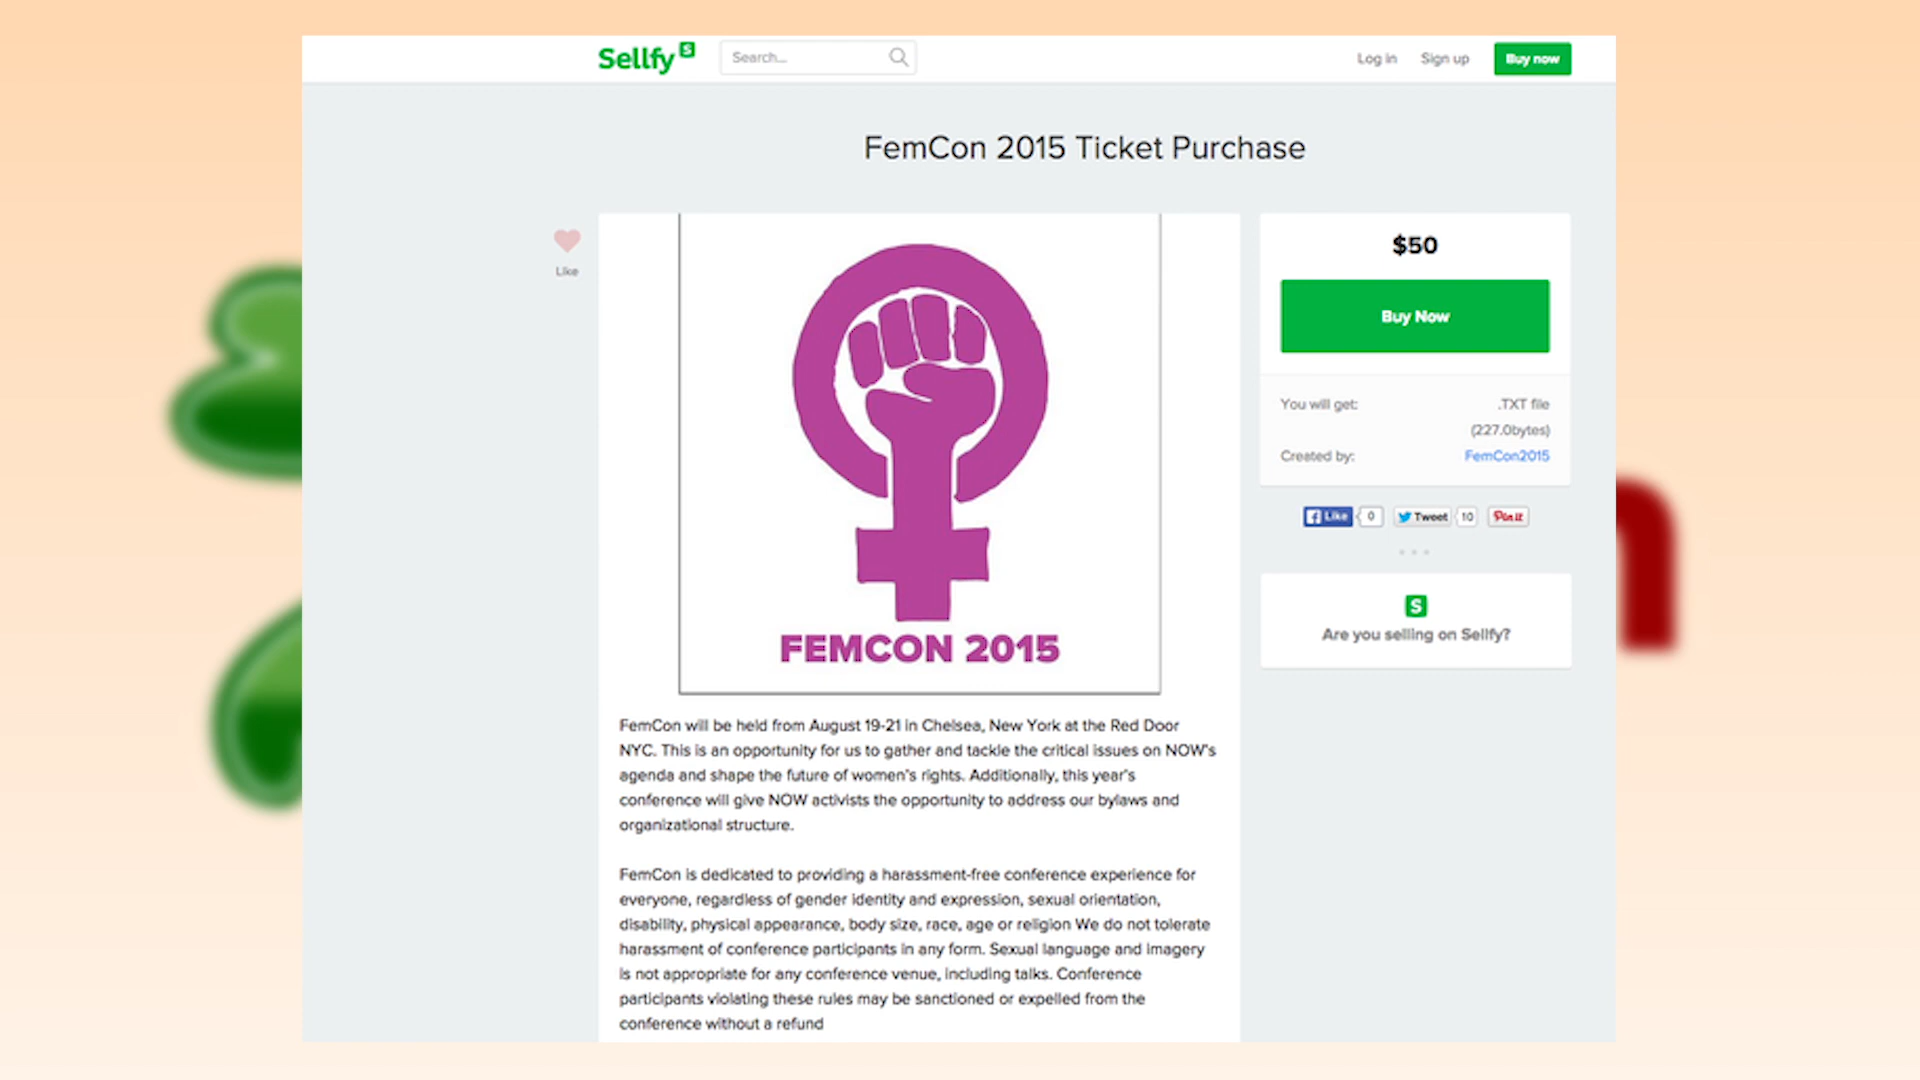 Sellfy S
Search...
Log in
Sign up
Buy now
FemCon 2015 Ticket Purchase
Like
FEMCON 2015
FemCon will be held from August 19-21 in Chelsea, New York at the Red Door
NYC. This is an opportunity for us to gather and tackle the critical issues on NOW's
agenda and shape the future of women's rights. Additionally, this year's
conference will give NOW activists the opportunity to address our bylaws and
organizational structure.
FemCon is dedicated to providing a harassment-free conference experience for
everyone, regardless of gender identity and expression, sexual orientation,
disability, physical appearance, body size, race, age or religion We do not tolerate
harassment of conference participants in any form. Sexual language and imagery
is not appropriate for any conference venue, including talks. Conference
participants violating these rules may be sanctioned or expelled from the
conference without a refund
$50
Buy Now
You will get: .TXT file
(227.0bytes)
Created by: FemCon2015
Like 0 Tweet 10 Pin it
S
Are you selling on Sellfy?